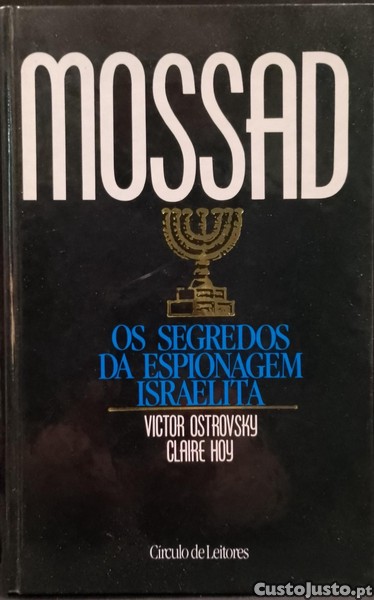 MOSSAD
OS SEGREDOS
DA ESPIONAGEM
ISRAELITA
VICTOR OSTROVSKY
CLAIRE HOY
Círculo de Leitores
CustoJusto.pt